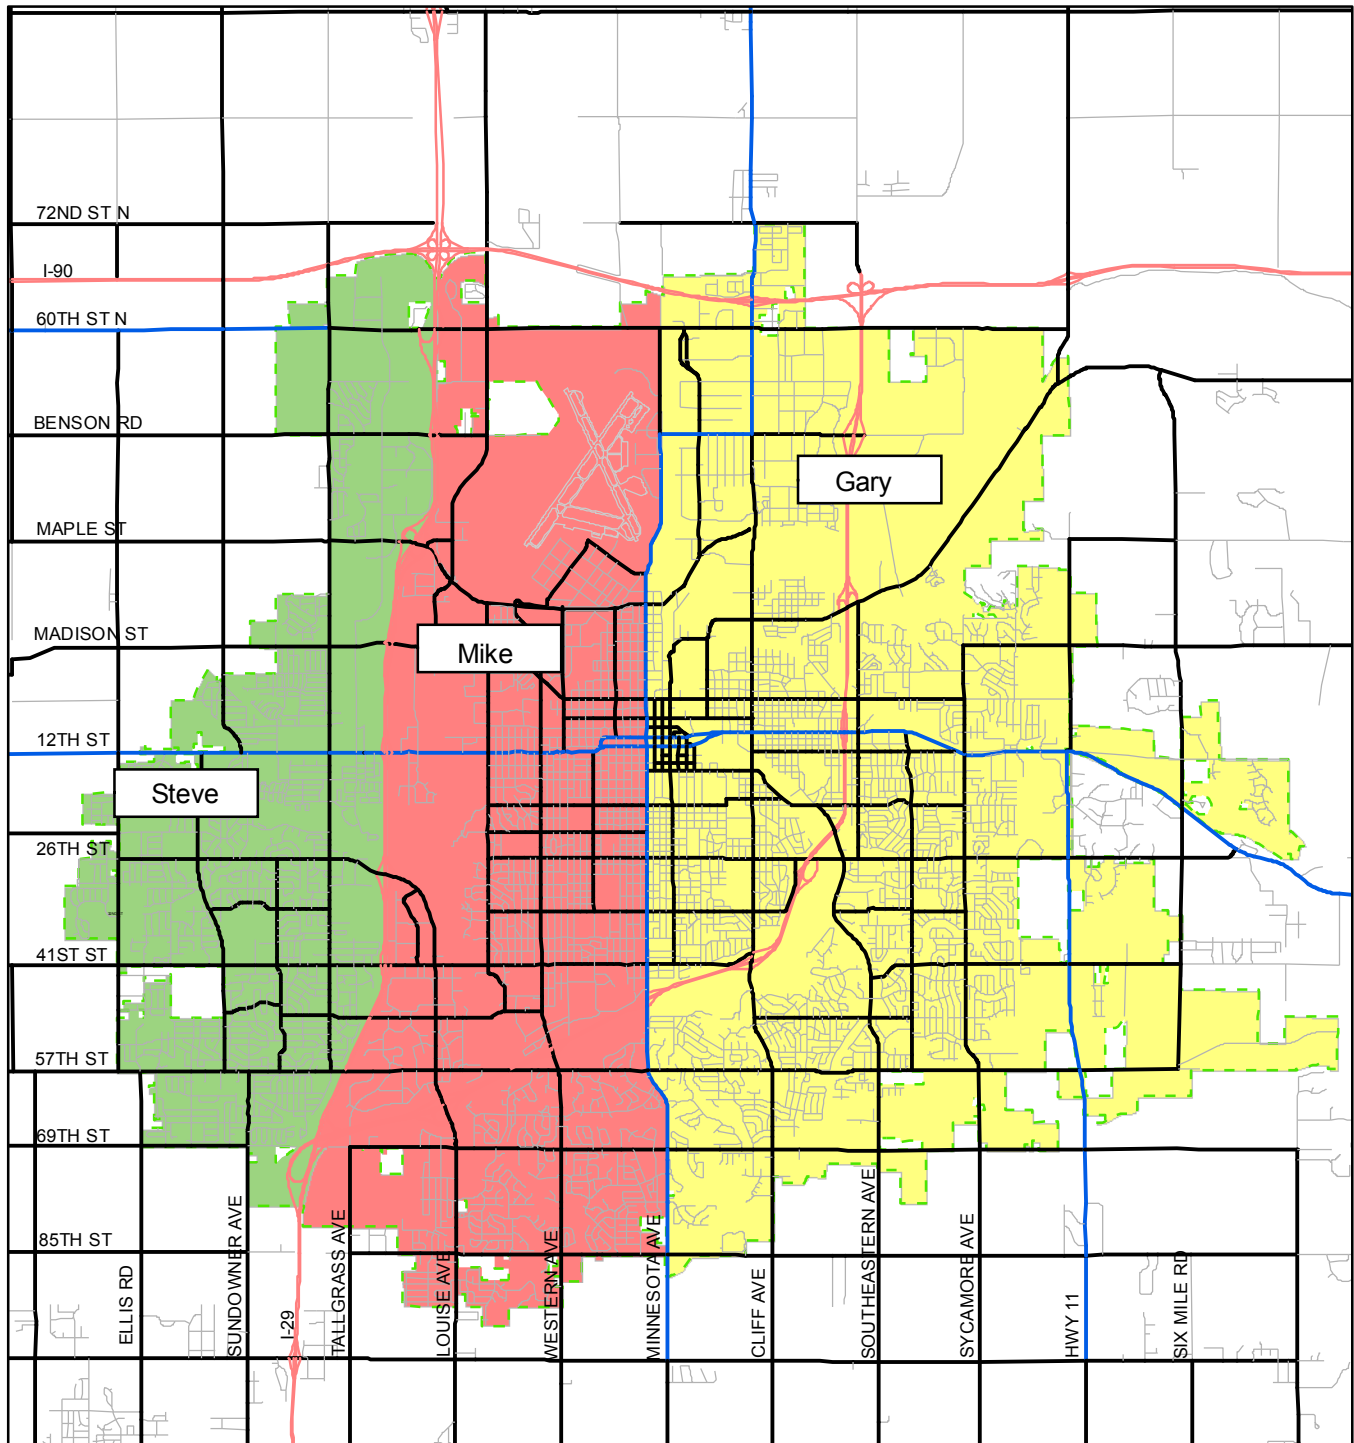 72ND ST N
I-90
60TH ST N
BENSON RD
Gary
MAPLE ST
MADISON ST
Mike
12TH ST
Steve
26TH ST
41ST ST
57TH ST
69TH ST
85TH ST
ELLIS RD
SUNDOWNER AVE
I-29
TALLGRASS AVE
LOUISE AVE
WESTERN AVE
MINNESOTA AVE
CLIFF AVE
SOUTHEASTERN AVE
SYCAMORE AVE
HWY 11
SIX MILE RD